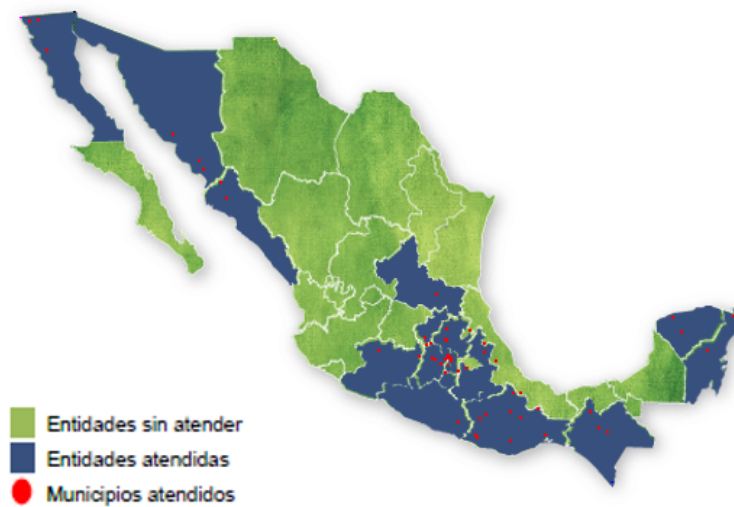 Entidades sin atender
Entidades atendidas
Municipios atendidos